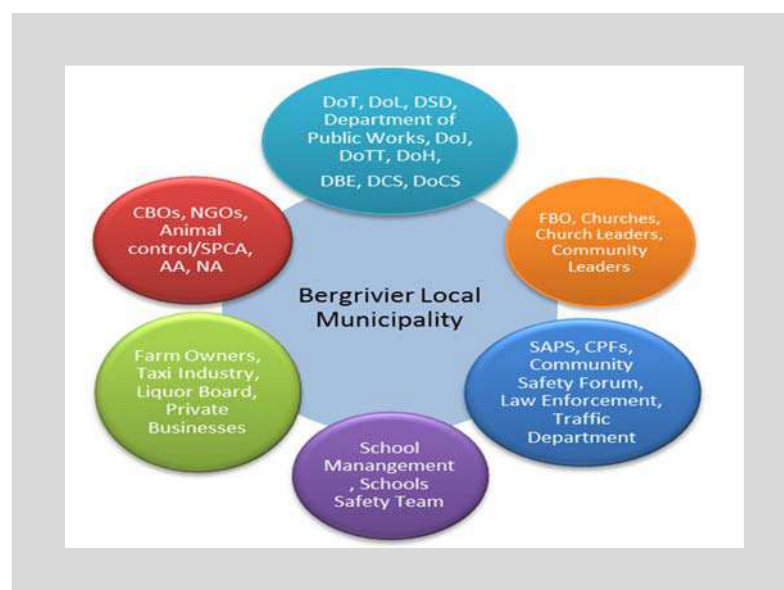 DoT, DoL, DSD,
Department of
Public Works, DoJ,
DoTT, DoH,
DBE, DCS, DoCS
CBOs, NGOs,
Animal
control/SPCA,
AA, NA
FBO, Churches,
Church Leaders,
Community
Leaders
Bergrivier Local
Municipality
Farm Owners,
Taxi Industry,
Liquor Board,
Private
Businesses
SAPS, CPFs,
Community
Safety Forum,
Law Enforcement,
Traffic
Department
School
Manangement
, Schools
Safety Team